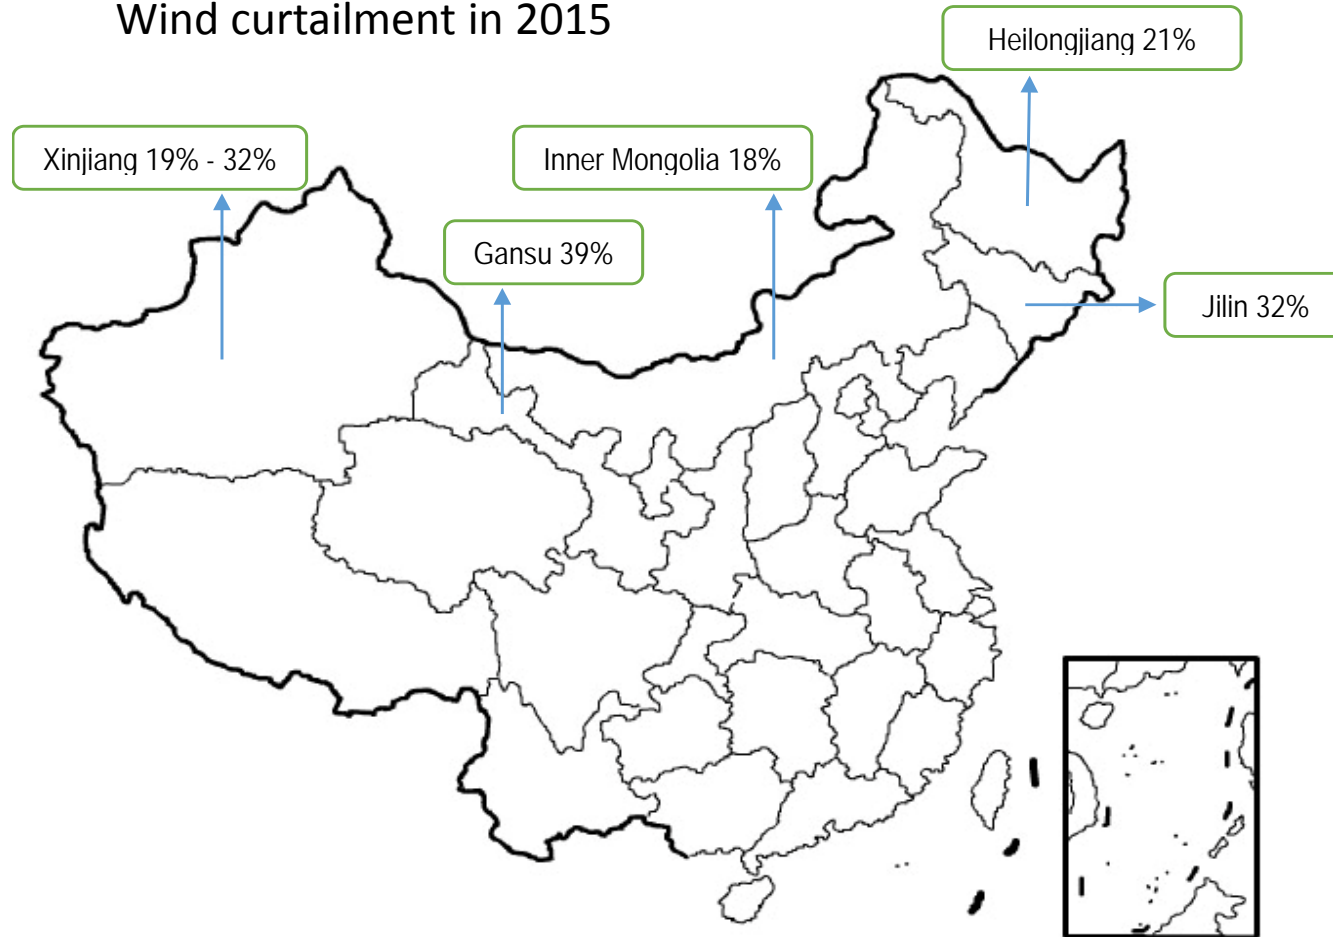 Wind curtailment in 2015
Heilongjiang 21%
Xinjiang 19% - 32%
Inner Mongolia 18%
Gansu 39%
Jilin 32%